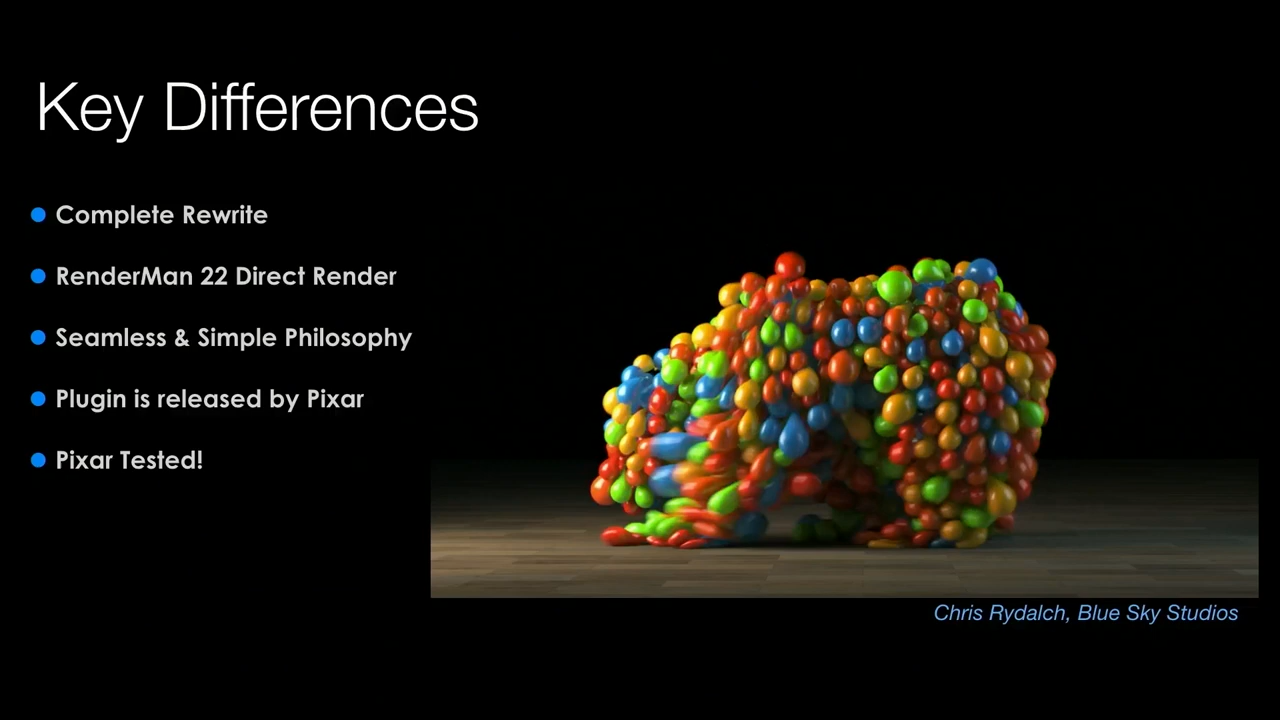 Key Differences
Complete Rewrite
RenderMan 22 Direct Render
Seamless & Simple Philosophy
Plugin is released by Pixar
Pixar Tested!
Chris Rydalch, Blue Sky Studios